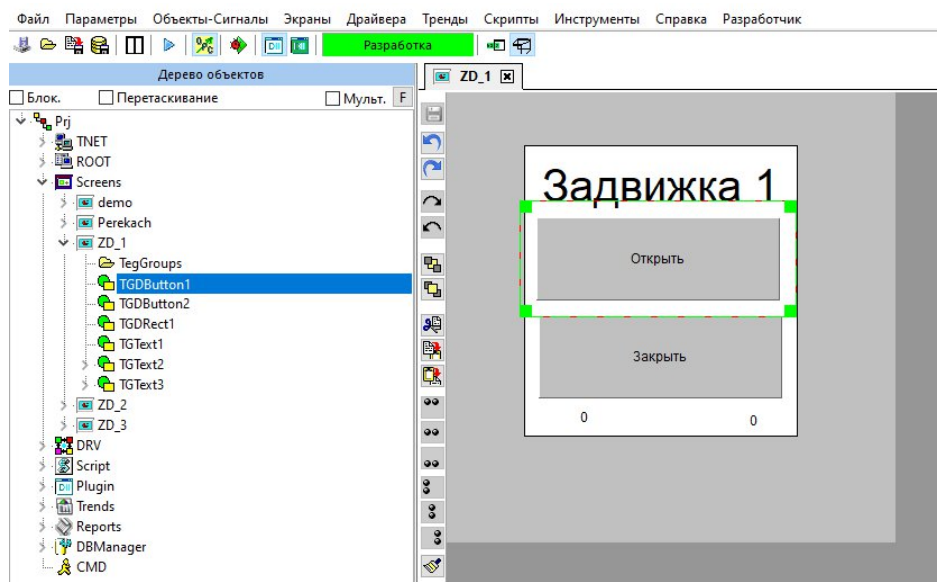 Файл Параметры Объекты-Сигналы Экраны Драйвера Тренды Скрипты Инструменты Справка Разработчик
Разработка
Дерево объектов
Блок. Перетаскивание Мульт. F
Prj
TNET
ROOT
Screens
demo
Perekach
ZD_1
TegGroups
TGDButton1
TGDButton2
TGDRect1
TGText1
TGText2
TGText3
ZD_2
ZD_3
DRV
Script
Plugin
Trends
Reports
DBManager
CMD
ZD_1
Задвижка 1
Открыть
Закрыть
0 0